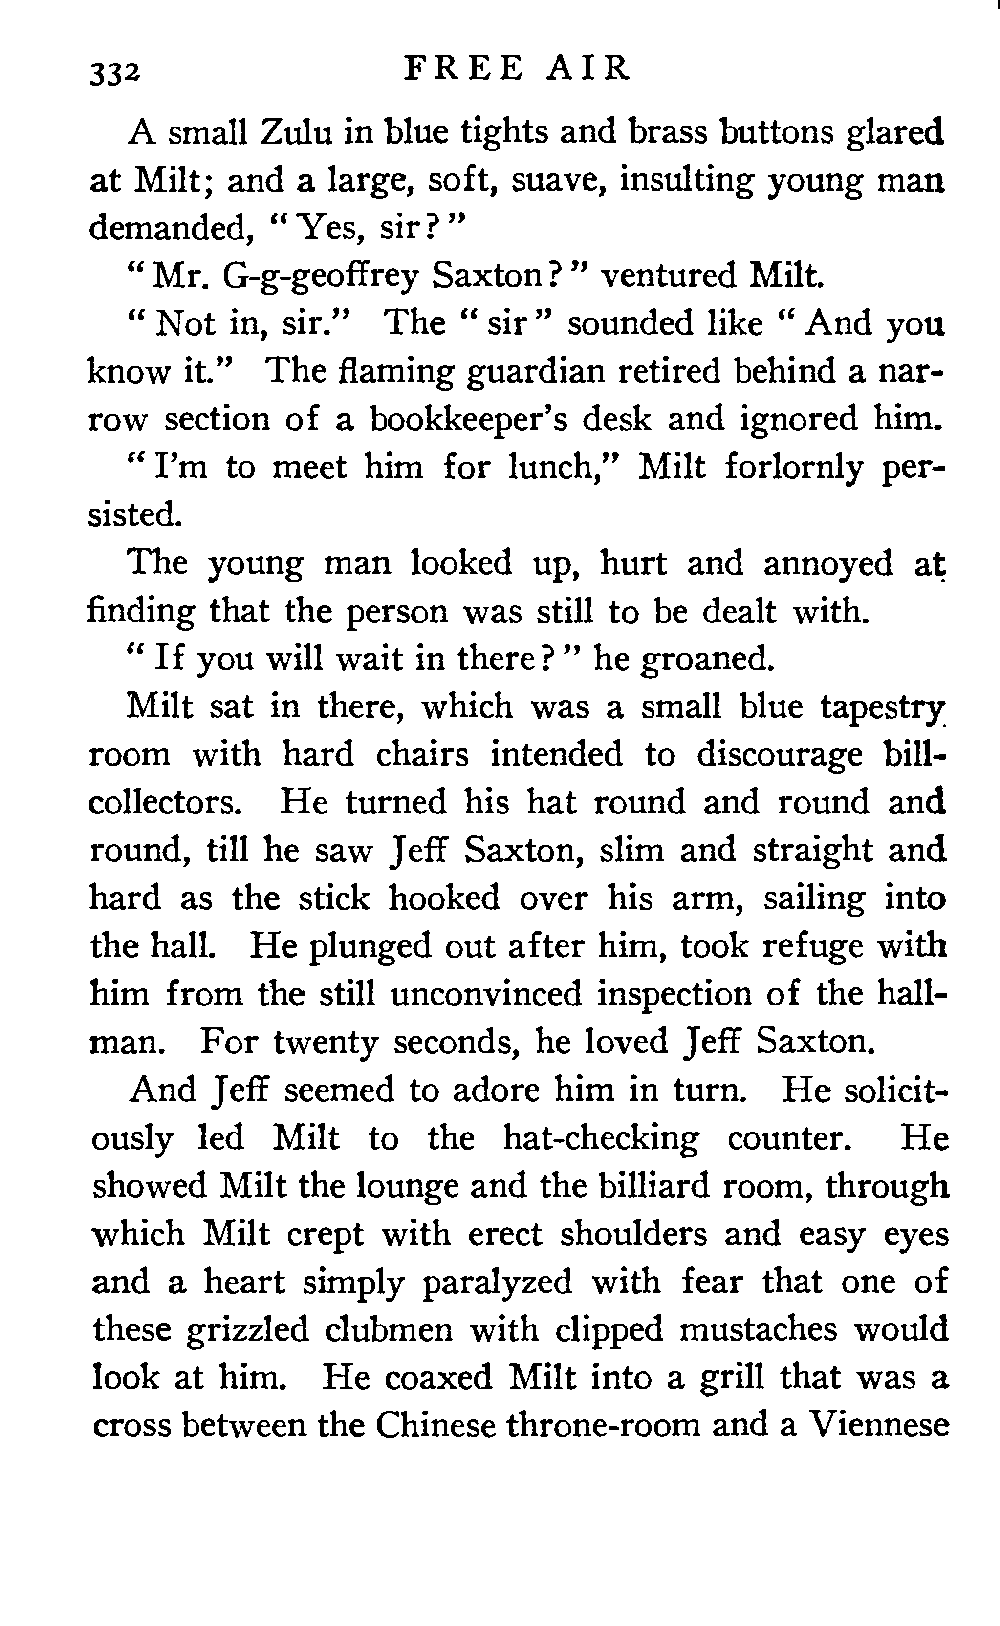 332 FREE AIR
A small Zulu in blue tights and brass buttons glared
at Milt; and a large, soft, suave, insulting young man
demanded, “ Yes, sir? ”
“ Mr. G-g-geoffrey Saxton? ” ventured Milt.
“ Not in, sir.” The “ sir ” sounded like “ And you
know it.” The flaming guardian retired behind a nar-
row section of a bookkeeper’s desk and ignored him.
“ I’m to meet him for lunch,” Milt forlornly per-
sisted.
The young man looked up, hurt and annoyed at
finding that the person was still to be dealt with.
“ If you will wait in there? ” he groaned.
Milt sat in there, which was a small blue tapestry
room with hard chairs intended to discourage bill-
collectors. He turned his hat round and round and
round, till he saw Jeff Saxton, slim and straight and
hard as the stick hooked over his arm, sailing into
the hall. He plunged out after him, took refuge with
him from the still unconvinced inspection of the hall-
man. For twenty seconds, he loved Jeff Saxton.
And Jeff seemed to adore him in turn. He solicit-
ously led Milt to the hat-checking counter. He
showed Milt the lounge and the billiard room, through
which Milt crept with erect shoulders and easy eyes
and a heart simply paralyzed with fear that one of
these grizzled clubmen with clipped mustaches would
look at him. He coaxed Milt into a grill that was a
cross between the Chinese throne-room and a Viennese